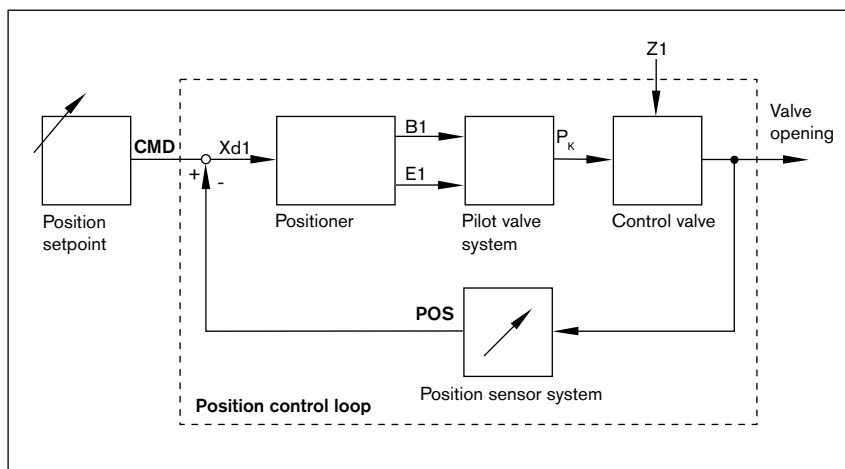 Z1
Valve
opening
CMD
Xd1
B1
E1
P K
+
-
Position
setpoint
Positioner
Pilot valve
system
Control valve
POS
Position sensor system
Position control loop